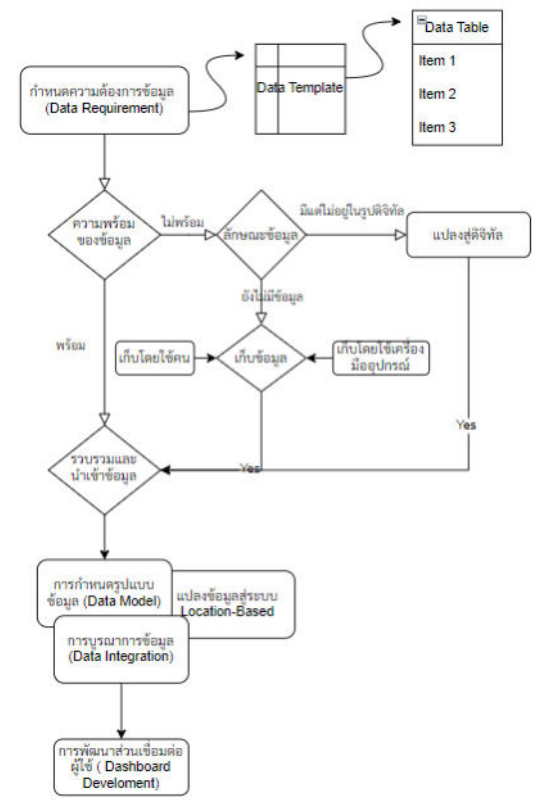 Data Table
Item 1
Item 2
Item 3
Data Template
กำหนดความต้องการข้อมูล
(Data Requirement)
ความพร้อม
ของข้อมูล
ไม่พร้อม
ลักษณะข้อมูล
มีแต่ไม่อยู่ในรูปดิจิทัล
แปลงสู่ดิจิทัล
ยังไม่มีข้อมูล
พร้อม
เก็บโดยใช้คน
เก็บข้อมูล
เก็บโดยใช้เครื่อง
มืออุปกรณ์
Yes
รวบรวมและ
นำเข้าข้อมูล
Yes
การกำหนดรูปแบบ
ข้อมูล (Data Model)
แปลงข้อมูลสู่ระบบ
Location-Based
การบูรณาการข้อมูล
(Data Integration)
การพัฒนาส่วนเชื่อมต่อ
ผู้ใช้ ( Dashboard
Develoment)